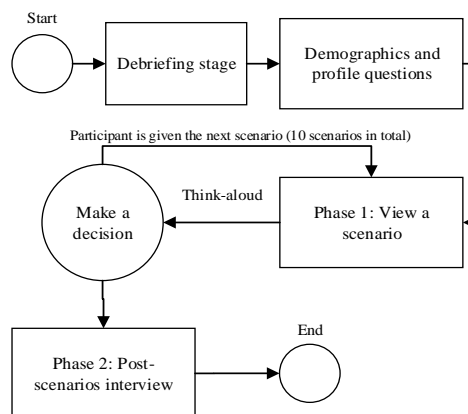 Start
Debriefing stage
Demographics and
profile questions
Participant is given the next scenario (10 scenarios in total)
Think-aloud
Make a
decision
Phase 1: View a
scenario
Phase 2: Post-
scenarios interview
End